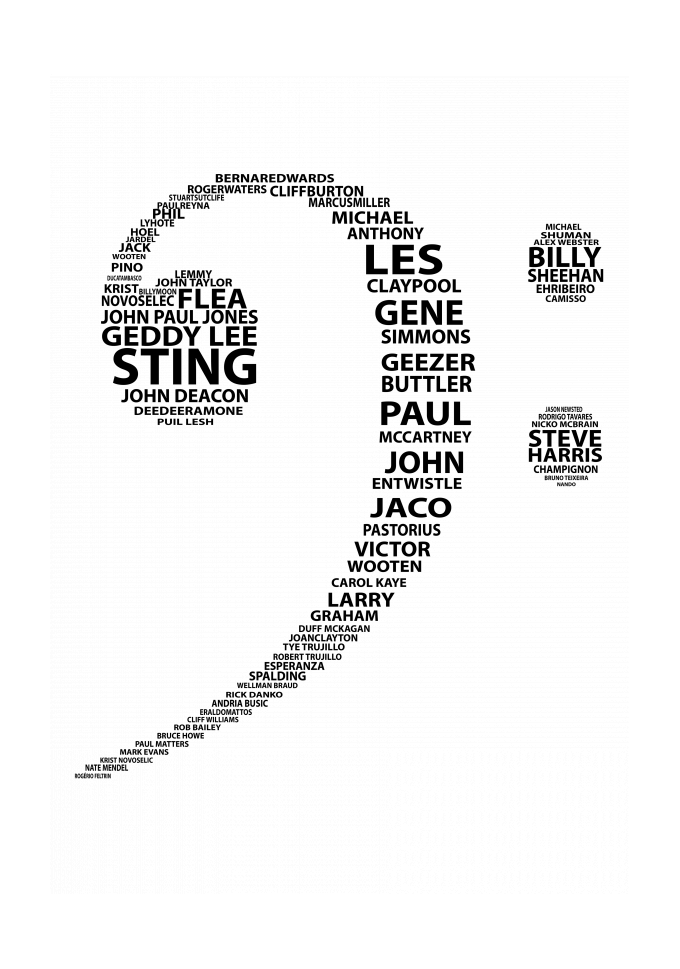 BERNAREDWARDS
ROGERWATERS CLIFFBURTON
STUARTSUTCLIFE
MARCUSMILLER
PAULREYNA
PHIL
LYHOTE
HOEL
JARDEL
JACK
WOOTEN
PINO
DUCATAMBASCO
KRIST
BILLYMOON
NOVOSELEC
LEMMY
JOHN TAYLOR
FLEA
JOHN PAUL JONES
GEDDY LEE
STING
JOHN DEACON
DEEDEERAMONE
PUIL LESH
MICHAEL
ANTHONY
LES
CLAYPOOL
GENE
SIMMONS
GEEZER
BUTTLER
PAUL
MCCARTNEY
JOHN
ENTWISTLE
JACO
PASTORIUS
VICTOR
WOOTEN
CAROL KAYE
LARRY
GRAHAM
DUFF MCKAGAN
JOANCLAYTON
TYE TRUJILLO
ROBERT TRUJILLO
ESPERANZA
SPALDING
WELLMAN BRAUD
RICK DANKO
ANDRIA BUSIC
ERALDOMATTOS
CLIFF WILLIAMS
ROB BAILEY
BRUCE HOWE
PAUL MATTERS
MARK EVANS
KRIST NOVOSELIC
NATE MENDEL
ROGÉRIO FELTRIN
MICHAEL
SHUMAN
ALEX WEBSTER
BILLY
SHEEHAN
EHRIBEIRO
CAMISSO
JASON NEWSTED
RODRIGO TAVARES
NICKO MCBRAIN
STEVE
HARRIS
CHAMPIGNON
BRUNO TEIXEIRA
NANDO